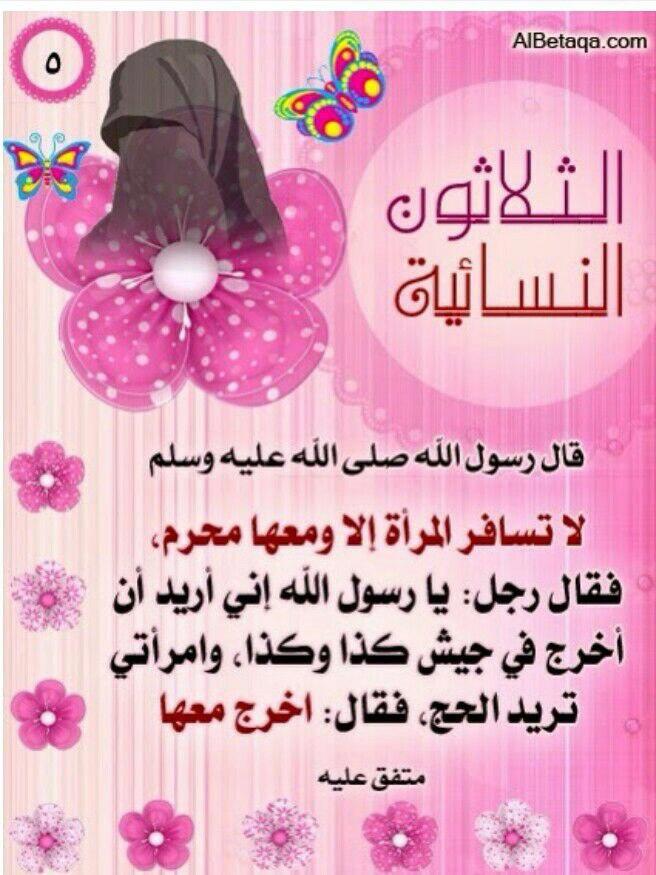 ٥
AlBetaqa.com
الثلاثون
النسائية
قال رسول الله صلى الله عليه وسلم
لا تسافر المرأة إلا ومعها محرم،
فقال رجل: يا رسول الله إني أريد أن
أخرج في جيش كذا وكذا، وامرأتي
تريد الحج، فقال: اخرج معها
متفق عليه